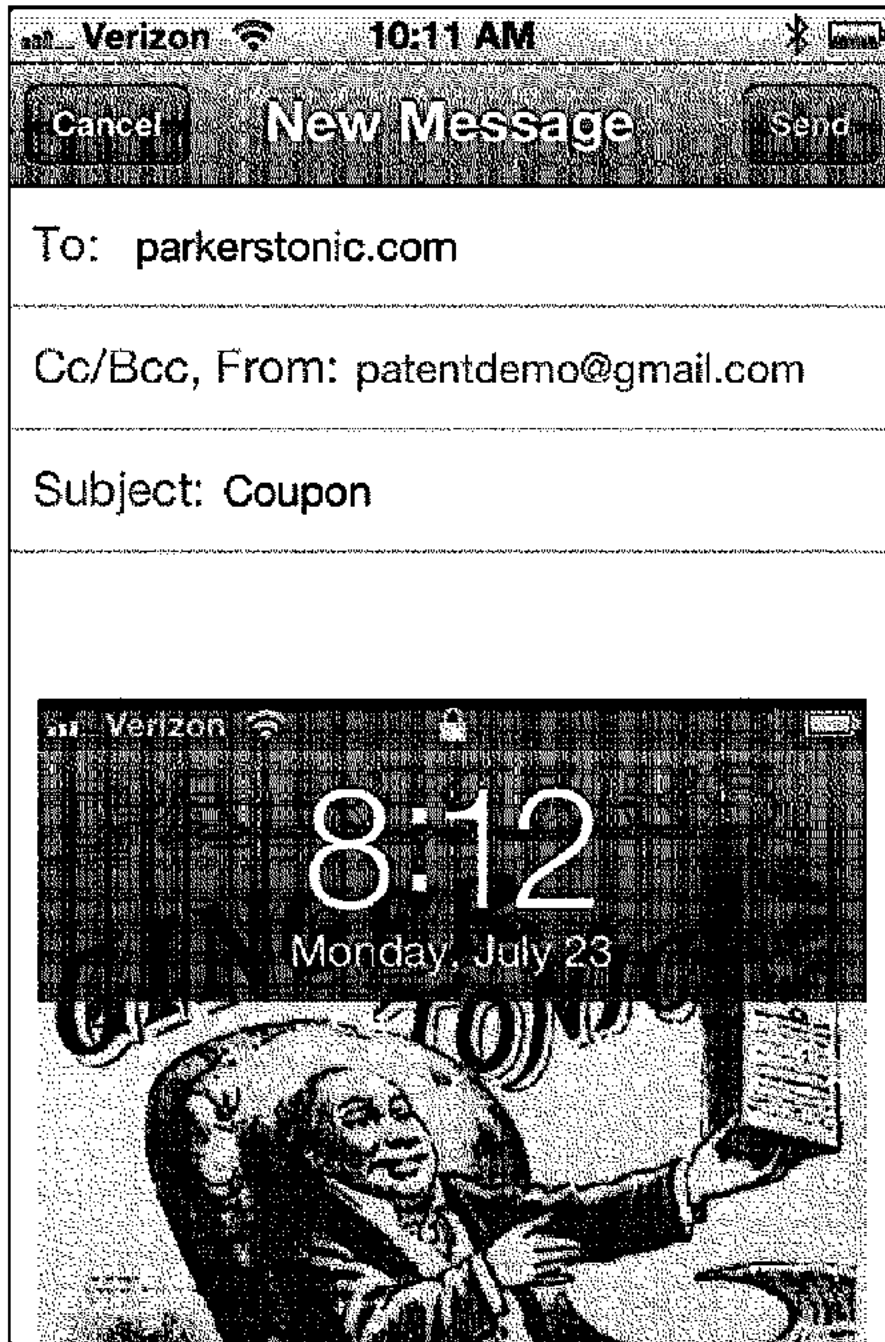 Verizon 10:11 AM
Cancel New Message Send
To: parkerstonic.com
Cc/Bcc, From: patentdemo@gmail.com
Subject: Coupon
Verizon
8:12
Monday, July 23